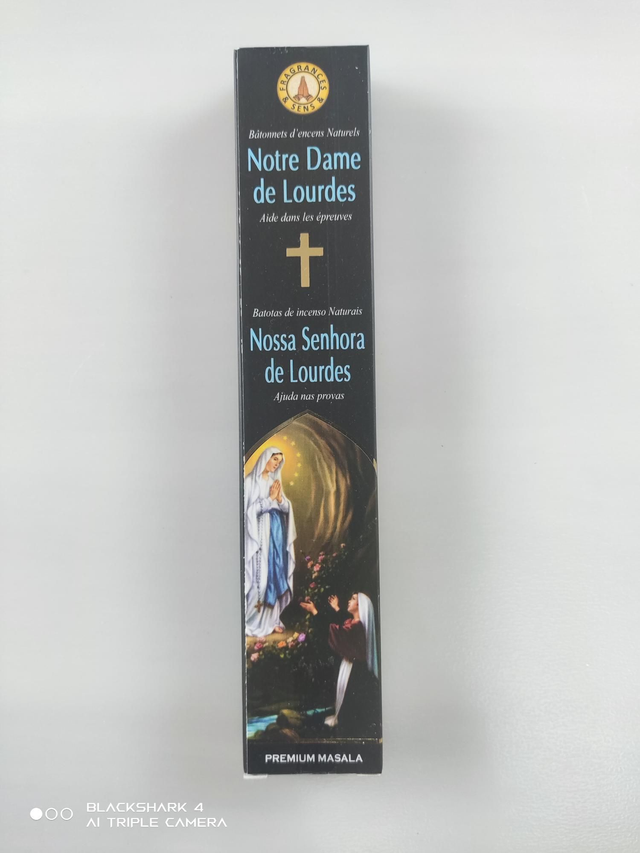 FRAGRANCES
& SENS &
Bâtonnets d'encens Naturels
Notre Dame
de Lourdes
Aide dans les épreuves
Batotas de incenso Naturais
Nossa Senhora
de Lourdes
Ajuda nas provas
PREMIUM MASALA
BLACKSHARK 4
AI TRIPLE CAMERA